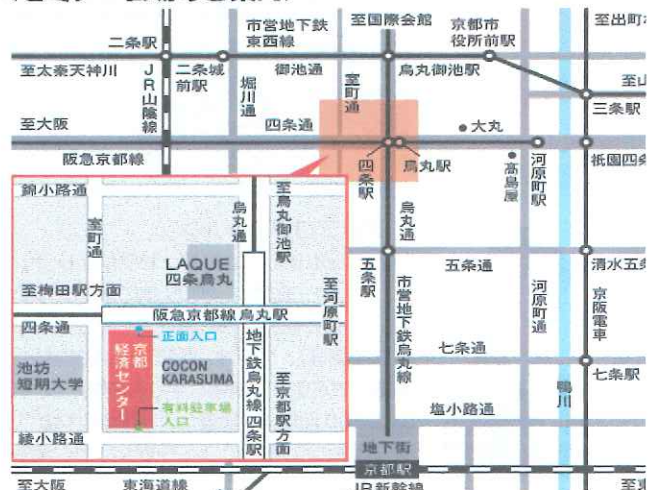 市営地下鉄
東西線
至国際会館
京都市
役所前駅
二条駅
至太秦天神川
JR山陰線
二条城
前駅
堀川通
御池通
室町通
烏丸御池駅
三条駅
至大阪
四条通
大丸
阪急京都線
四条駅
烏丸駅
高島屋
河原町駅
錦小路通
室町通
烏丸通
至烏丸御池駅
LAQUE
四条烏丸
至梅田駅方面
阪急京都線烏丸駅
至河原町駅
四条通
正面入口
京都
経済センター
池坊
短期大学
COCON
KARASUMA
有料駐車場
入口
地下鉄烏丸線四条駅
至京都駅方面
綾小路通
烏丸通
五条駅
五条通
市営地下鉄烏丸線
河原町通
京阪電車
七条通
七条駅
鴨川
塩小路通
地下街
京都駅
至大阪
東海道線
JR新幹線